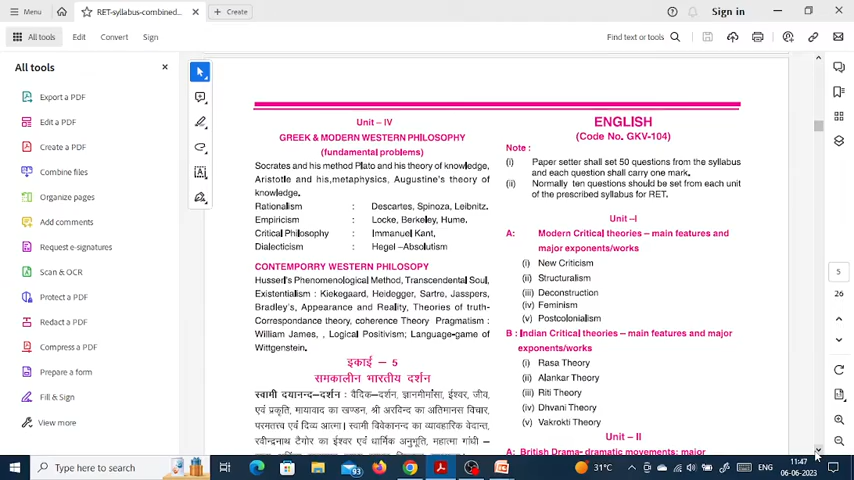 Menu
RET-syllabus-combined...
Create
Sign in
All tools
Edit
Convert
Sign
Find text or tools
All tools
Export a PDF
Edit a PDF
Create a PDF
Combine files
Organize pages
Add comments
Request e-signatures
Scan & OCR
Protect a PDF
Redact a PDF
Compress a PDF
Prepare a form
Fill & Sign
View more
Unit – IV
GREEK & MODERN WESTERN PHILOSOPHY
(fundamental problems)
Socrates and his method Plato and his theory of knowledge,
Aristotle and his,metaphysics, Augustine's theory of
knowledge.
Rationalism : Descartes, Spinoza, Leibnitz.
Empiricism : Locke, Berkeley, Hume.
Critical Philosophy : Immanuel Kant,
Dialecticism : Hegel –Absolutism
CONTEMPORRY WESTERN PHILOSOPY
Husserl's Phenomenological Method, Transcendental Soul,
Existentialism : Kiekegaard, Heidegger, Sartre, Jasspers,
Bradley's, Appearance and Reality, Theories of truth-
Correspondance theory, coherence Theory Pragmatism :
William James, , Logical Positivism; Language-game of
Wittgenstein.
इकाई – 5
समकालीन भारतीय दर्शन
स्वामी दयानन्द–दर्शन : वैदिक–दर्शन, ज्ञानमीमांसा, ईश्वर, जीव,
एवं प्रकृति, मायावाद का खण्डन, श्री अरविन्द का अतिमानस विचार,
परमतत्त्व एवं दिव्य आत्मा। स्वामी विवेकानन्द का व्यावहारिक वेदान्त,
रवीन्द्रनाथ टैगोर का ईश्वर एवं धार्मिक अनुभूति, महात्मा गांधी –
ENGLISH
(Code No. GKV-104)
Note :
(i) Paper setter shall set 50 questions from the syllabus
and each question shall carry one mark.
(ii) Normally ten questions should be set from each unit
of the prescribed syllabus for RET.
Unit –I
A: Modern Critical theories – main features and
major exponents/works
(i) New Criticism
(ii) Structuralism
(iii) Deconstruction
(iv) Feminism
(v) Postcolonialism
B : Indian Critical theories – main features and major
exponents/works
(i) Rasa Theory
(ii) Alankar Theory
(iii) Riti Theory
(iv) Dhvani Theory
(v) Vakrokti Theory
Unit – II
A: British Drama- dramatic movements; major
5
26
Type here to search
93
31°C
ENG
11:47
06-06-2023